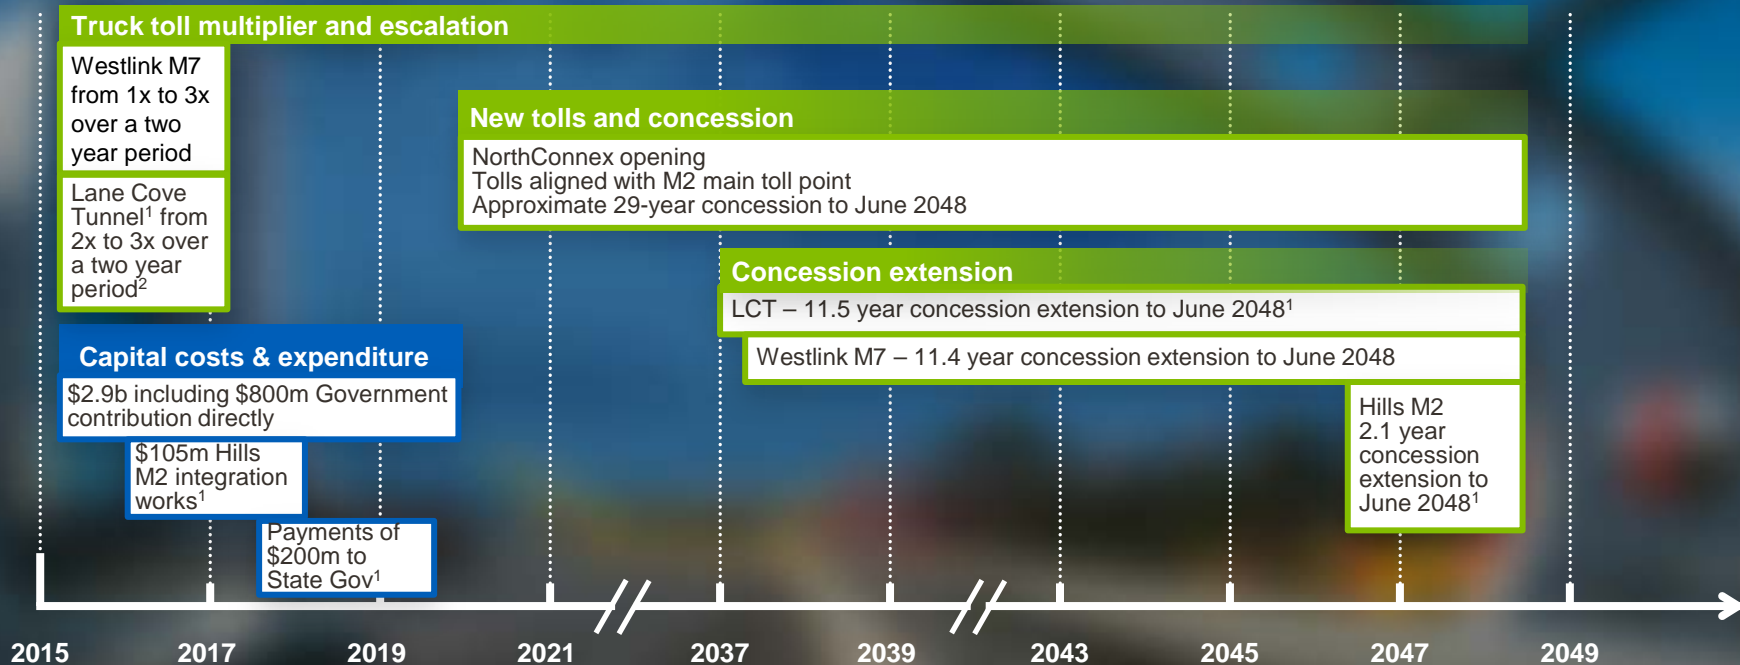 Truck toll multiplier and escalation
Westlink M7
from 1x to 3x
over a two
year period
Lane Cove
Tunnel¹ from
2x to 3x over
a two year
period²
New tolls and concession
NorthConnex opening
Tolls aligned with M2 main toll point
Approximate 29-year concession to June 2048
Concession extension
LCT – 11.5 year concession extension to June 2048¹
Westlink M7 – 11.4 year concession extension to June 2048
Hills M2
2.1 year
concession
extension to
June 2048¹
Capital costs & expenditure
$2.9b including $800m Government
contribution directly
$105m Hills
M2 integration
works¹
Payments of
$200m to
State Gov¹
2015 2017 2019 2021 2037 2039 2043 2045 2047 2049